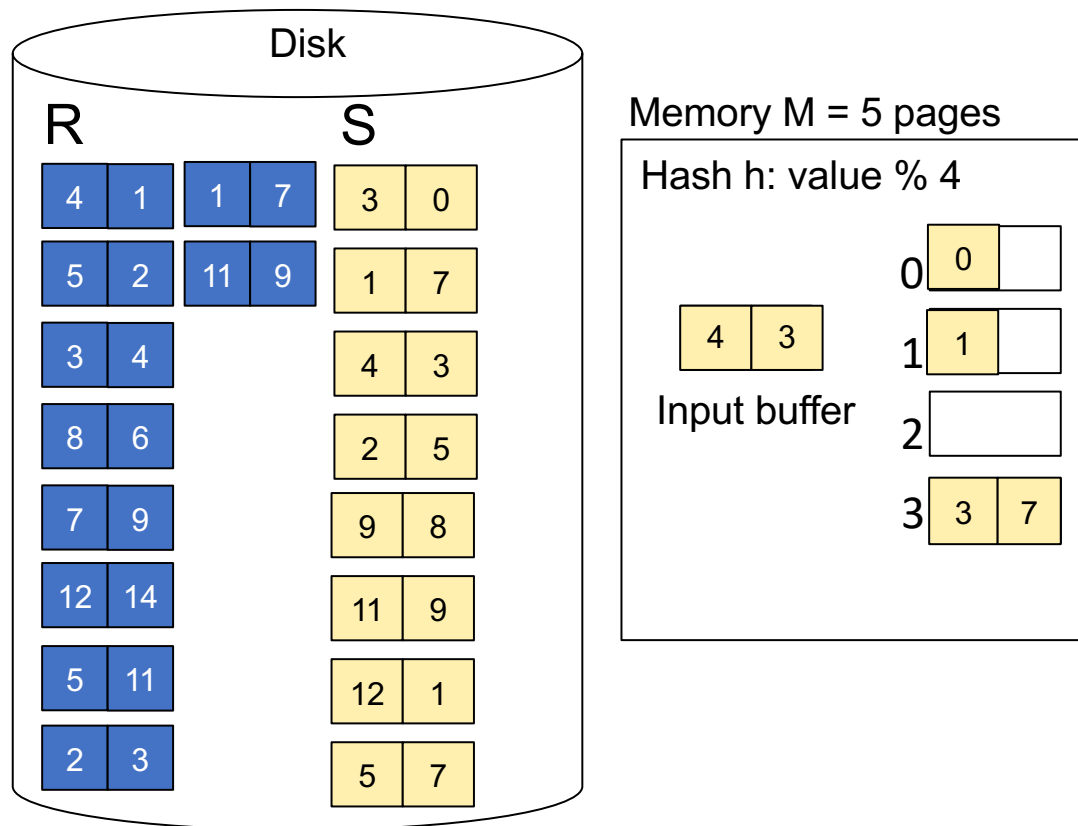 Disk
R S
4 1 1 7 3 0
5 2 11 9 1 7
3 4 4 3
8 6 2 5
7 9 9 8
12 14 11 9
5 11 12 1
2 3 5 7
Memory M = 5 pages
Hash h: value % 4
0 0
4 3
Input buffer
1 1
2
3 3 7